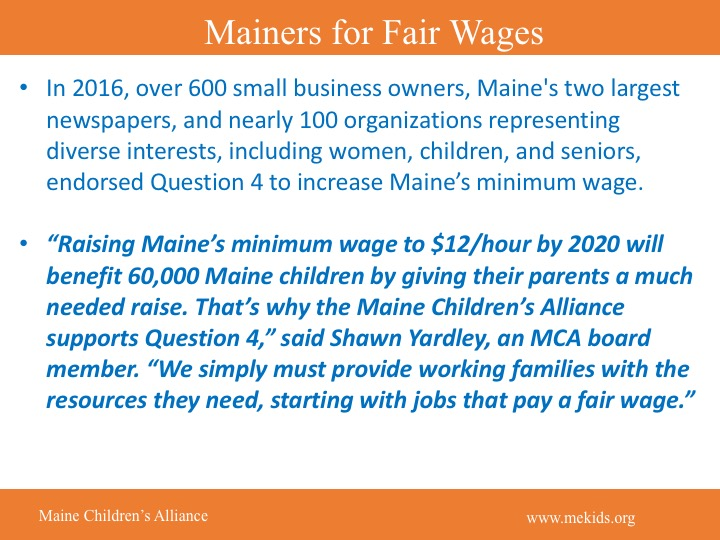 Mainers for Fair Wages
• In 2016, over 600 small business owners, Maine's two largest
newspapers, and nearly 100 organizations representing
diverse interests, including women, children, and seniors,
endorsed Question 4 to increase Maine’s minimum wage.
• “Raising Maine’s minimum wage to $12/hour by 2020 will
benefit 60,000 Maine children by giving their parents a much
needed raise. That’s why the Maine Children’s Alliance
supports Question 4,” said Shawn Yardley, an MCA board
member. “We simply must provide working families with the
resources they need, starting with jobs that pay a fair wage.”
Maine Children’s Alliance
www.mekids.org